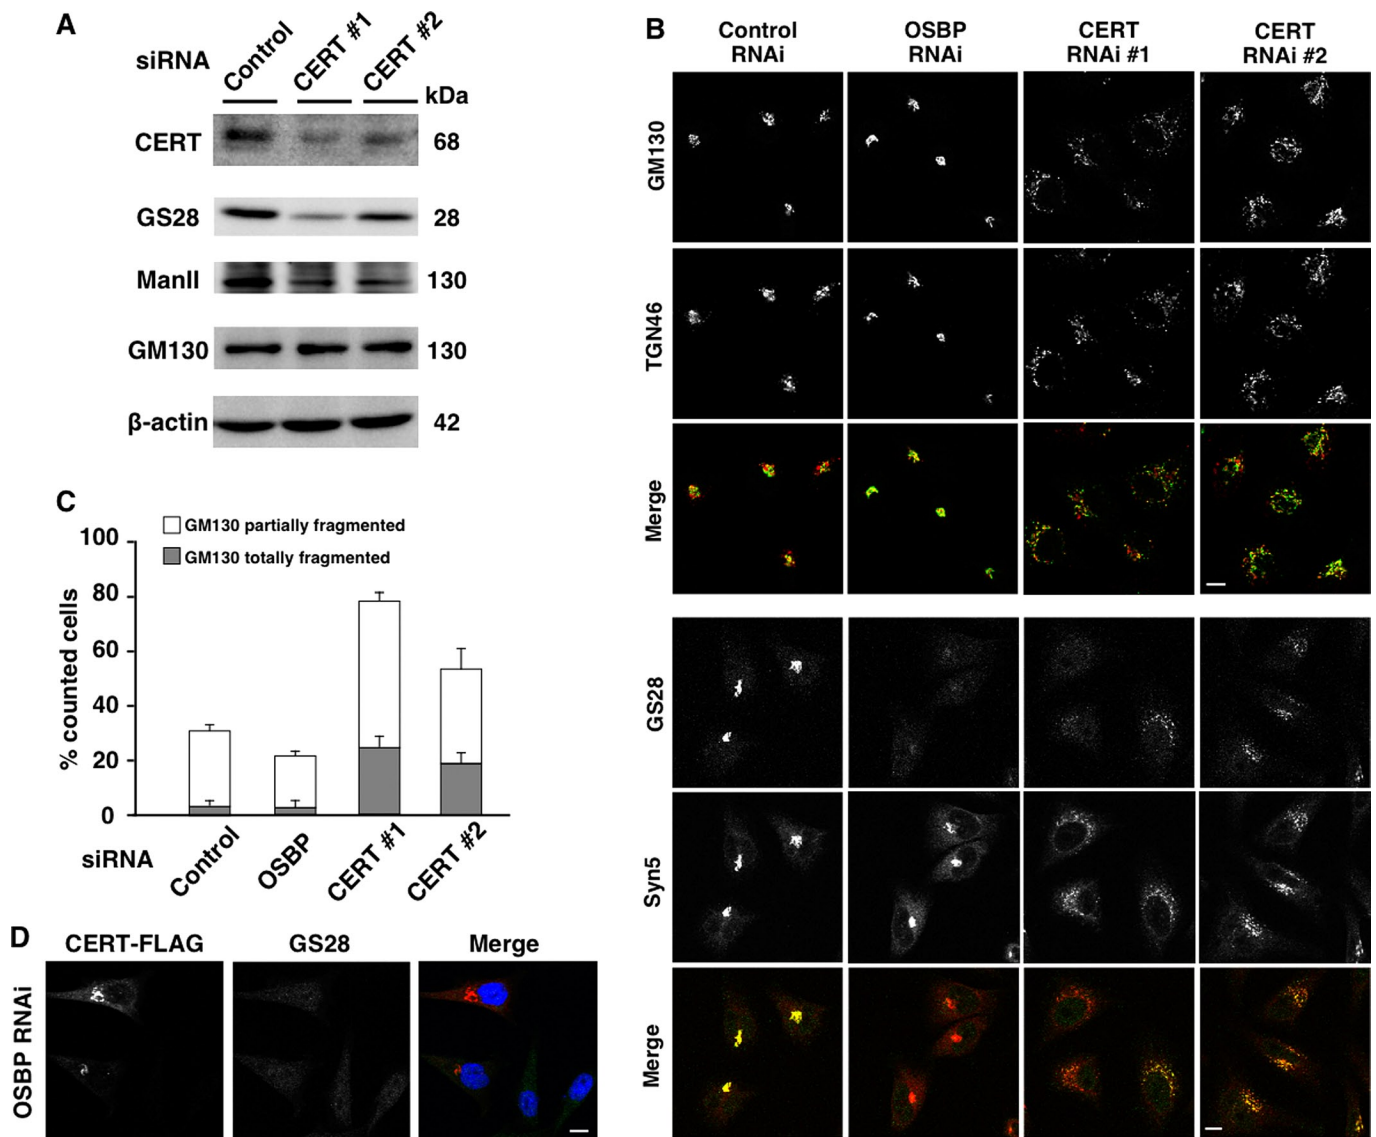 A
siRNA
Control
CERT #1
CERT #2
kDa
CERT
68
GS28
28
ManII
130
GM130
130
β-actin
42
B
Control
RNAi
OSBP
RNAi
CERT
RNAi #1
CERT
RNAi #2
GM130
TGN46
Merge
GS28
Syn5
Merge
C
GM130 partially fragmented
GM130 totally fragmented
% counted cells
100
80
60
40
20
0
siRNA
Control
OSBP
CERT #1
CERT #2
D
CERT-FLAG
GS28
Merge
OSBP RNAi